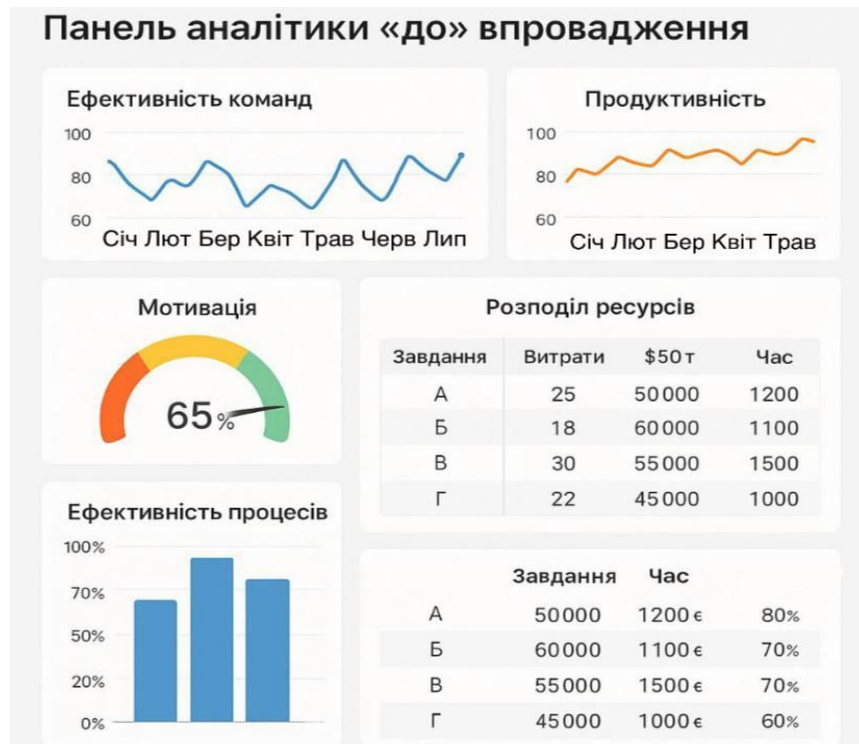 Панель аналітики «до» впровадження
Ефективність команд
100
80
60
Січ Лют Бер Квіт Трав Черв Лип
Продуктивність
100
80
60
Січ Лют Бер Квіт Трав
Мотивація
65%
Розподіл ресурсів
Завдання Витрати $50т Час
А 25 50000 1200
Б 18 60000 1100
В 30 55000 1500
Г 22 45000 1000
Ефективність процесів
100%
70%
50%
20%
0%
Завдання Час
А 50000 1200 € 80%
Б 60000 1100 € 70%
В 55000 1500 € 70%
Г 45000 1000 € 60%